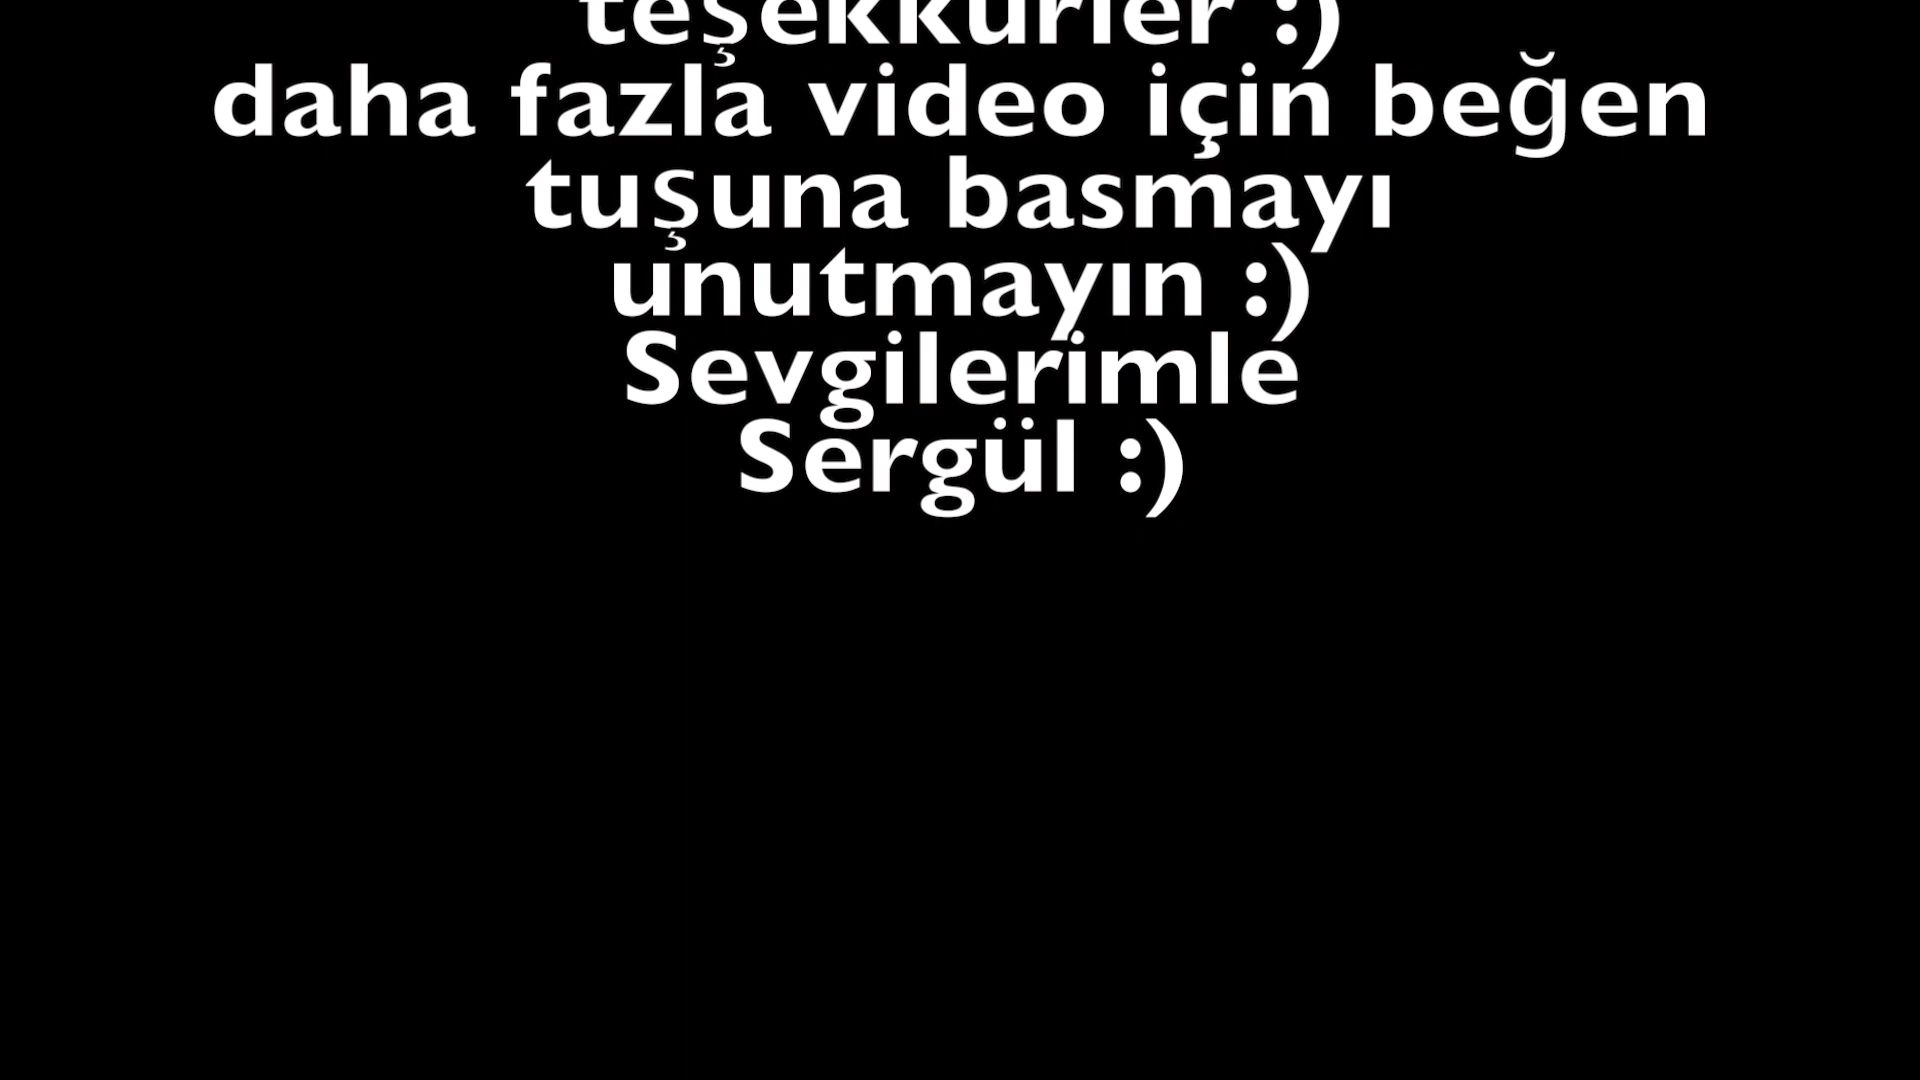 teşekkürler :)
daha fazla video için beğen
tuşuna basmayı
unutmayın :)
Sevgilerimle
Sergül :)